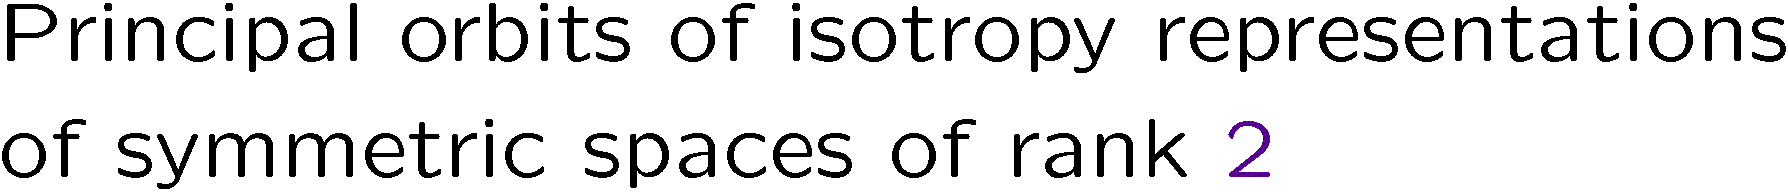 Principal orbits of isotropy representations
of symmetric spaces of rank 2